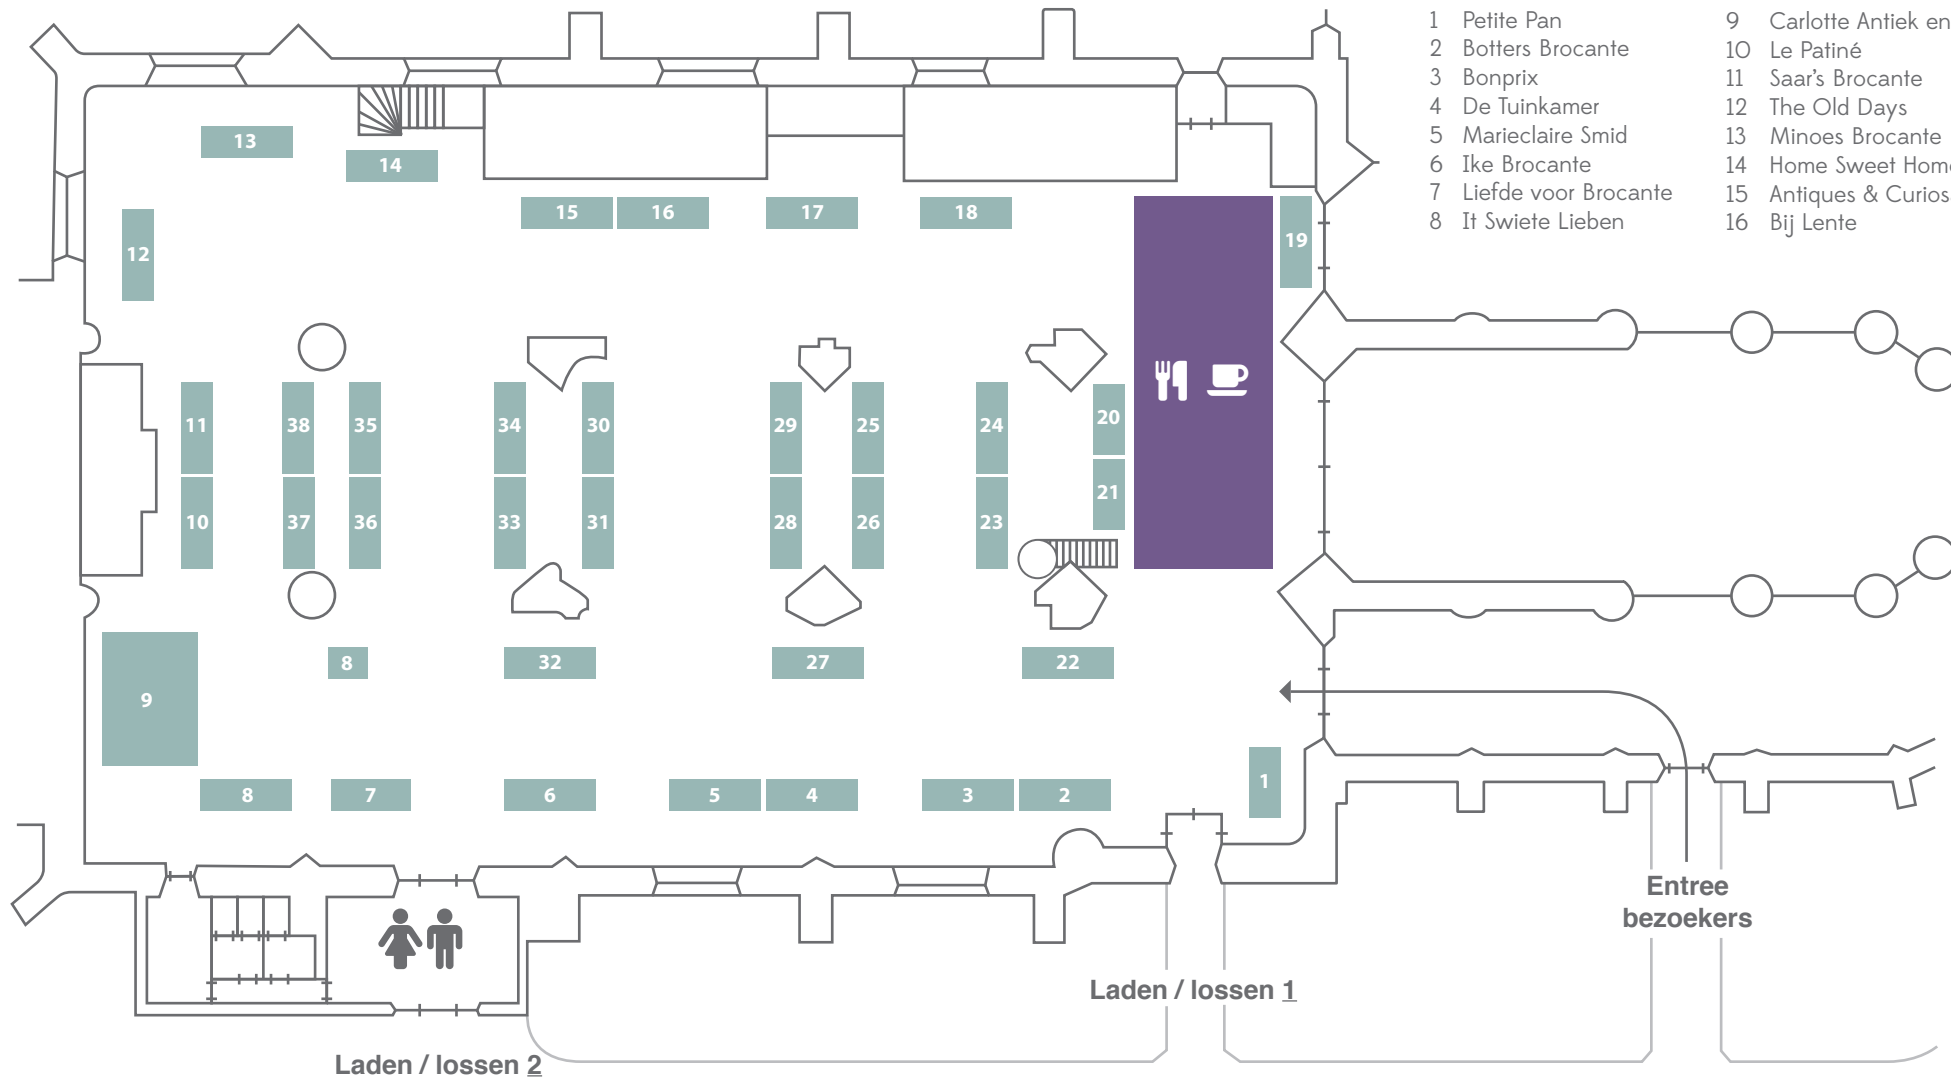 1 Petite Pan
2 Botters Brocante
3 Bonprix
4 De Tuinkamer
5 Marieclaire Smid
6 Ike Brocante
7 Liefde voor Brocante
8 It Swiete Lieben
9 Carlotte Antiek en
10 Le Patiné
11 Saar's Brocante
12 The Old Days
13 Minoes Brocante
14 Home Sweet Home
15 Antiques & Curios
16 Bij Lente
13
14
15 16 17 18
12
19
11 38 35 34 30 29 25 24 20
21
10 37 36 33 31 28 26 23
8 32 27 22
9
1
8 7 6 5 4 3 2
Entree
bezoekers
Laden / lossen 1
Laden / lossen 2